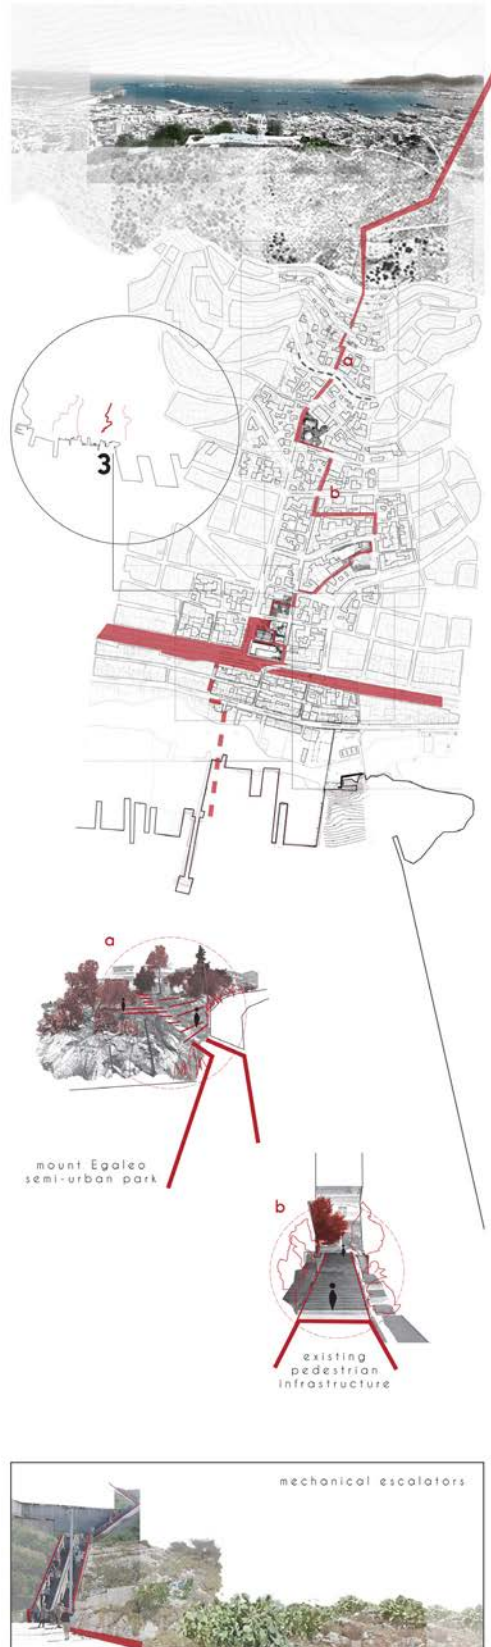 a
3
b
a
mount Egaleo
semi-urban park
b
existing
pedestrian
infrastructure
mechanical escalators